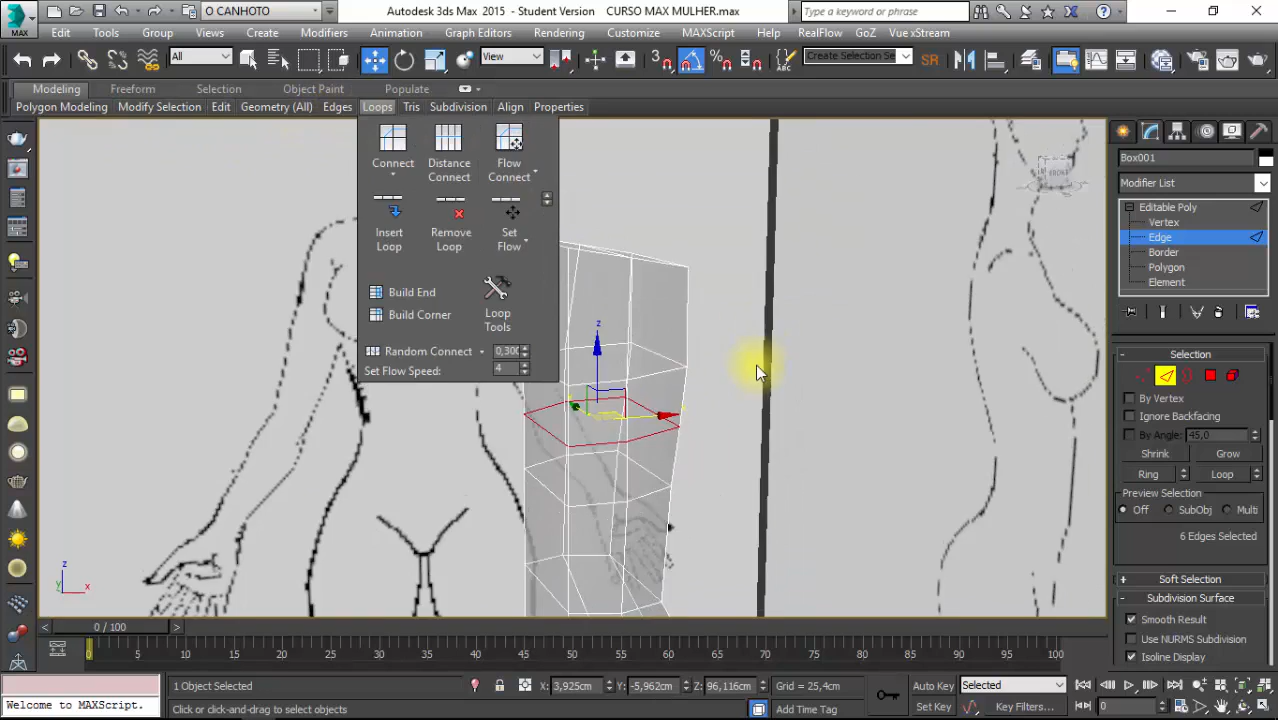 MAX
O CANHOTO
Autodesk 3ds Max 2015 - Student Version CURSO MAX MULHER.max
Type a keyword or phrase
Edit Tools Group Views Create Modifiers Animation Graph Editors Rendering Customize MAXScript Help RealFlow GoZ Vue xStream
All View Create Selection Se SR
Modeling Freeform Selection Object Paint Populate
Polygon Modeling Modify Selection Edit Geometry (All) Edges Loops Tris Subdivision Align Properties
Connect Distance Connect Flow Connect
Insert Loop Remove Loop Set Flow
Build End
Build Corner
Loop Tools
Random Connect 0,300
Set Flow Speed: 4
z
x
y
z
Box001
Modifier List
Editable Poly
Vertex
Edge
Border
Polygon
Element
Selection
By Vertex
Ignore Backfacing
By Angle: 45,0
Shrink Grow
Ring Loop
Preview Selection
Off SubObj Multi
6 Edges Selected
Soft Selection
Subdivision Surface
Smooth Result
Use NURMS Subdivision
Isoline Display
0 / 100
0 5 10 15 20 25 30 35 40 45 50 55 60 65 70 75 80 85 90 95 100
1 Object Selected X: 3,925cm Y: -5,962cm Z: 96,116cm Grid = 25,4cm Auto Key Selected
Welcome to MAXScript. Click or click-and-drag to select objects Add Time Tag Set Key Key Filters... 0